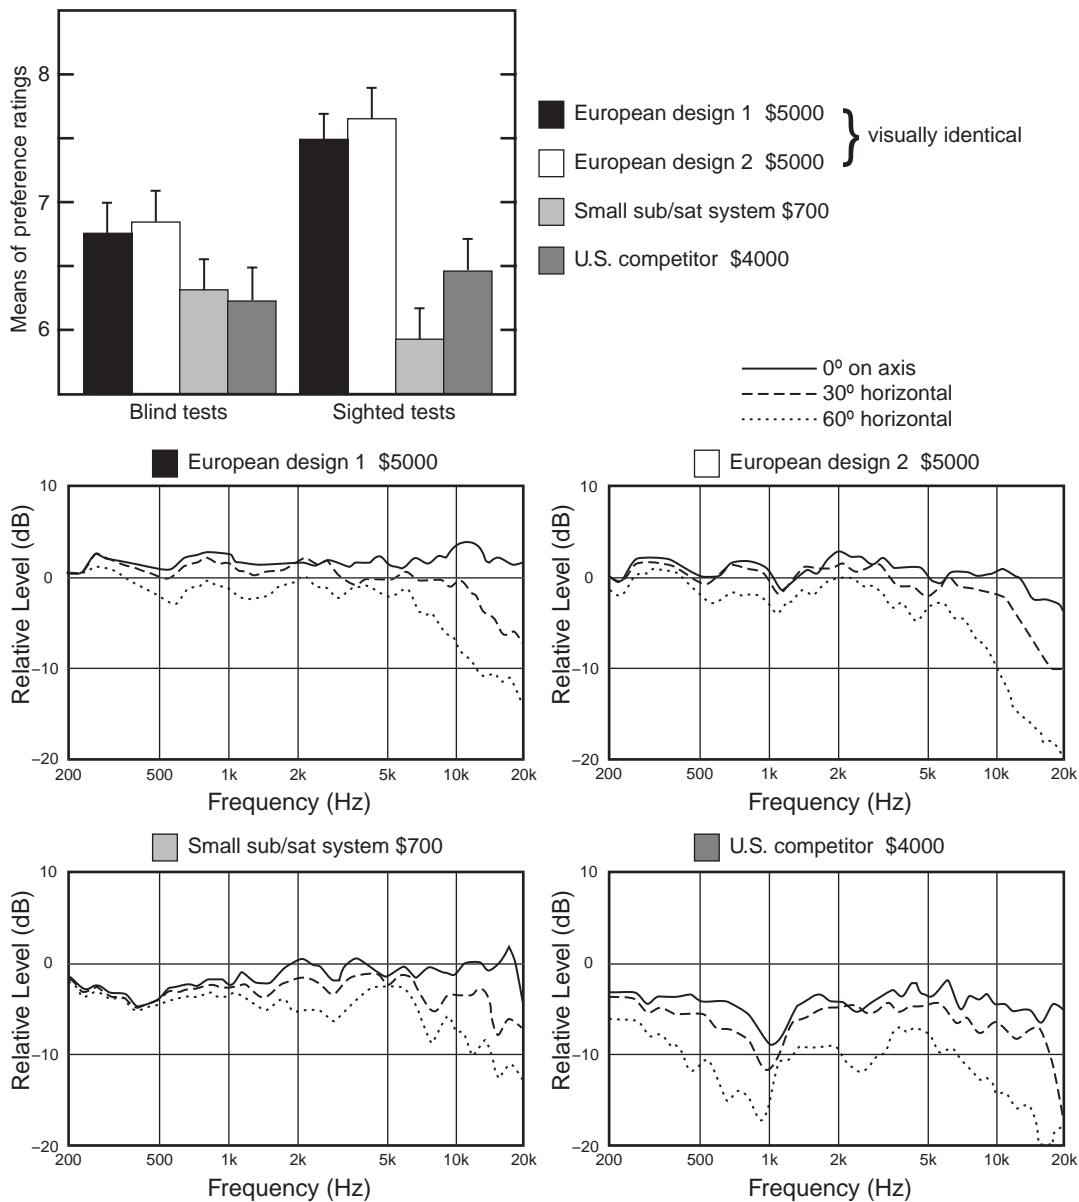 Means of preference ratings
8
7
6
Blind tests
Sighted tests
European design 1 $5000
European design 2 $5000
} visually identical
Small sub/sat system $700
U.S. competitor $4000
0º on axis
30º horizontal
60º horizontal
European design 1 $5000
Relative Level (dB)
10
0
–10
–20
200 500 1k 2k 5k 10k 20k
Frequency (Hz)
European design 2 $5000
Relative Level (dB)
10
0
–10
–20
200 500 1k 2k 5k 10k 20k
Frequency (Hz)
Small sub/sat system $700
Relative Level (dB)
10
0
–10
–20
200 500 1k 2k 5k 10k 20k
Frequency (Hz)
U.S. competitor $4000
Relative Level (dB)
10
0
–10
–20
200 500 1k 2k 5k 10k 20k
Frequency (Hz)